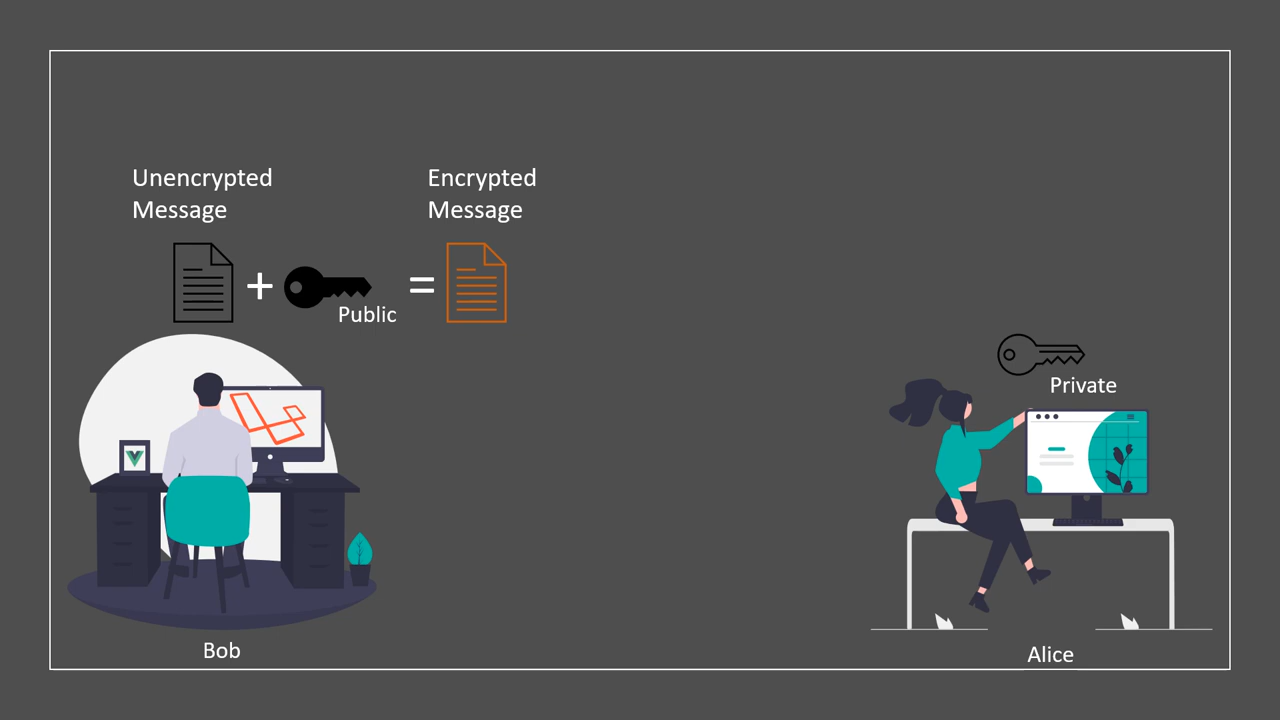 Unencrypted
Message
Encrypted
Message
+
=
Public
Private
Bob
Alice